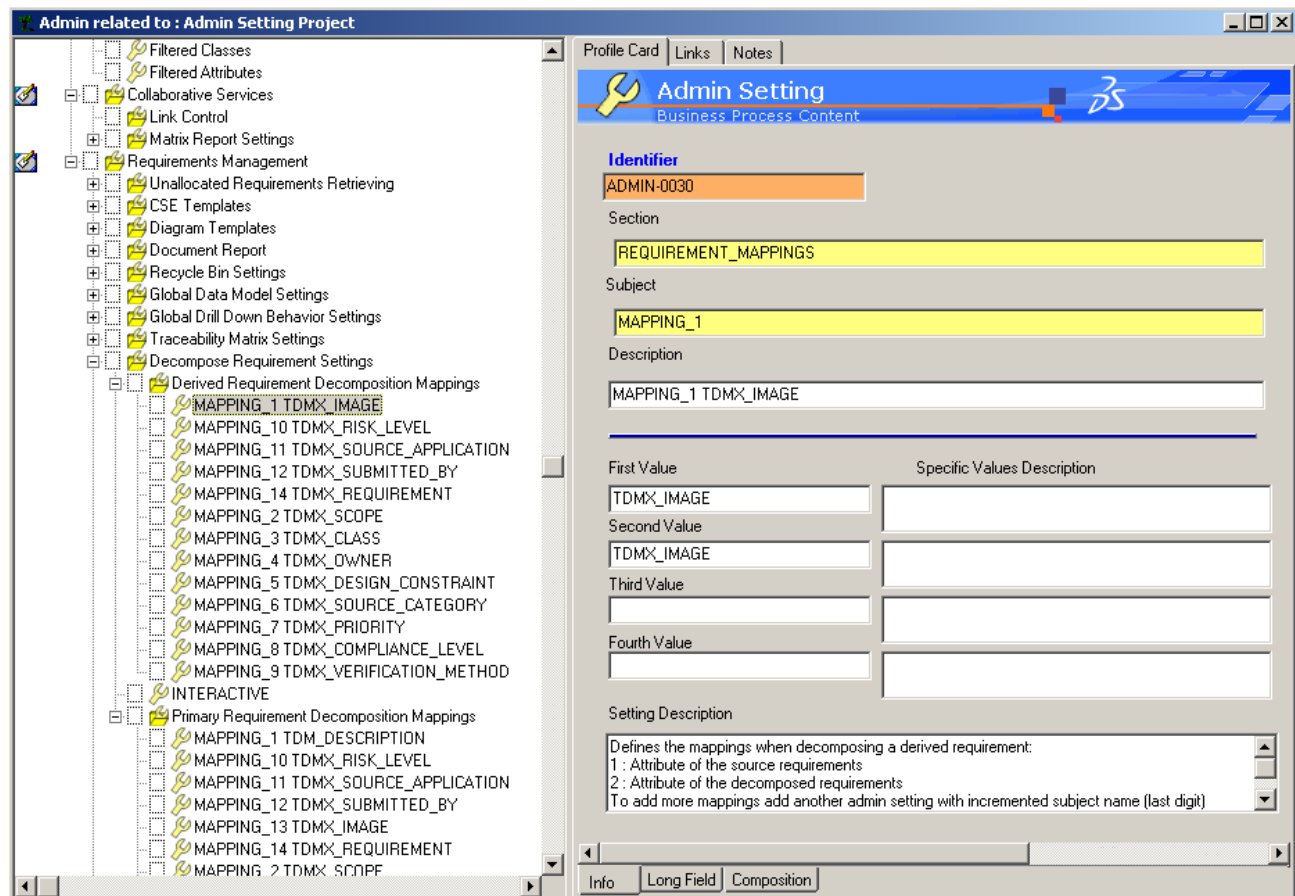 Admin related to : Admin Setting Project
Filtered Classes
Filtered Attributes
Collaborative Services
Link Control
Matrix Report Settings
Requirements Management
Unallocated Requirements Retrieving
CSE Templates
Diagram Templates
Document Report
Recycle Bin Settings
Global Data Model Settings
Global Drill Down Behavior Settings
Traceability Matrix Settings
Decompose Requirement Settings
Derived Requirement Decomposition Mappings
MAPPING_1 TDMX_IMAGE
MAPPING_10 TDMX_RISK_LEVEL
MAPPING_11 TDMX_SOURCE_APPLICATION
MAPPING_12 TDMX_SUBMITTED_BY
MAPPING_14 TDMX_REQUIREMENT
MAPPING_2 TDMX_SCOPE
MAPPING_3 TDMX_CLASS
MAPPING_4 TDMX_OWNER
MAPPING_5 TDMX_DESIGN_CONSTRAINT
MAPPING_6 TDMX_SOURCE_CATEGORY
MAPPING_7 TDMX_PRIORITY
MAPPING_8 TDMX_COMPLIANCE_LEVEL
MAPPING_9 TDMX_VERIFICATION_METHOD
INTERACTIVE
Primary Requirement Decomposition Mappings
MAPPING_1 TDM_DESCRIPTION
MAPPING_10 TDMX_RISK_LEVEL
MAPPING_11 TDMX_SOURCE_APPLICATION
MAPPING_12 TDMX_SUBMITTED_BY
MAPPING_13 TDMX_IMAGE
MAPPING_14 TDMX_REQUIREMENT
MAPPING_2 TDMX_SCOPE
Profile Card Links Notes
Admin Setting
Business Process Content
Identifier
ADMIN-0030
Section
REQUIREMENT_MAPPINGS
Subject
MAPPING_1
Description
MAPPING_1 TDMX_IMAGE
First Value Specific Values Description
TDMX_IMAGE
Second Value
TDMX_IMAGE
Third Value
Fourth Value
Setting Description
Defines the mappings when decomposing a derived requirement:
1 : Attribute of the source requirements
2 : Attribute of the decomposed requirements
To add more mappings add another admin setting with incremented subject name (last digit)
Info Long Field Composition